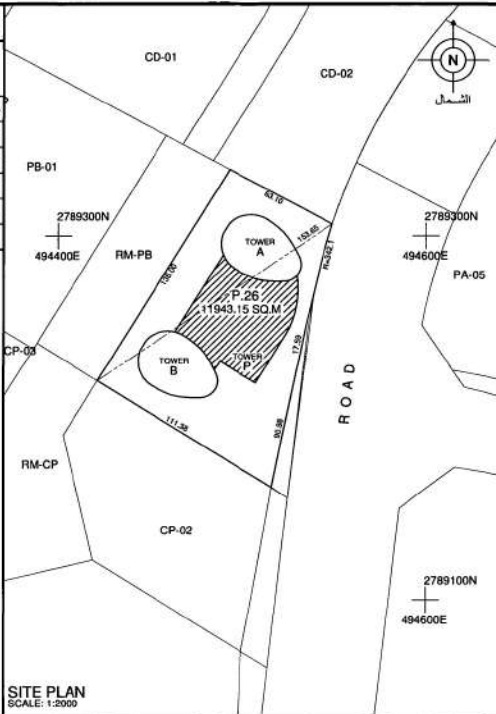 CD-01
CD-02
N
الشمال
PB-01
2789300N
494400E
2789300N
494600E
63.10
TOWER
A
153.65
R=342.1
RM-PB
PA-05
136.00
P.26
11943.15 SQ.M
CP-03
TOWER
B
TOWER
P
17.59
ROAD
111.38
90.98
RM-CP
CP-02
2789100N
494600E
SITE PLAN
SCALE: 1:2000